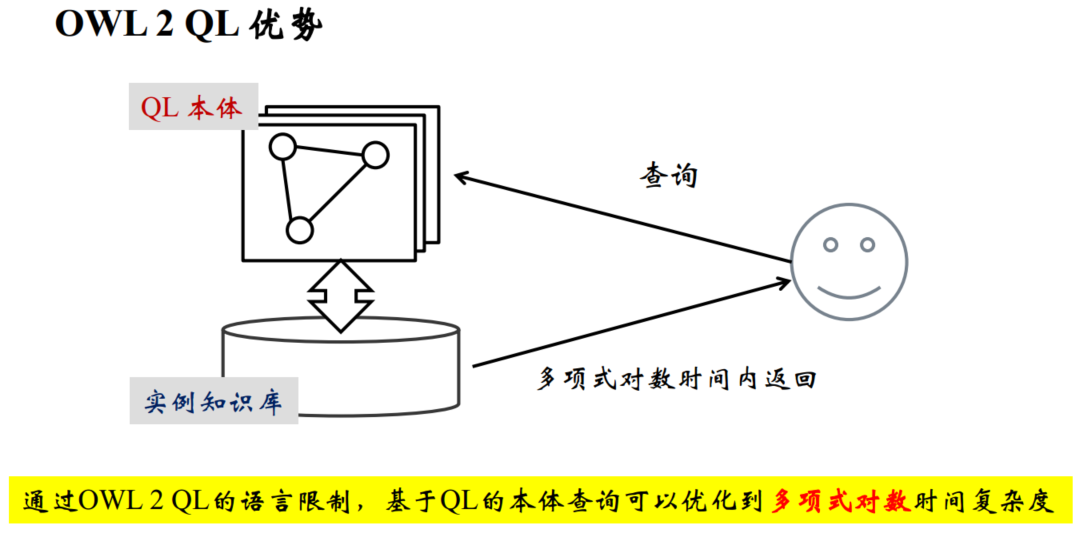 OWL 2 QL 优势
QL 本体
查询
多项式对数时间内返回
实例知识库
通过OWL 2 QL的语言限制，基于QL的本体查询可以优化到多项式对数时间复杂度